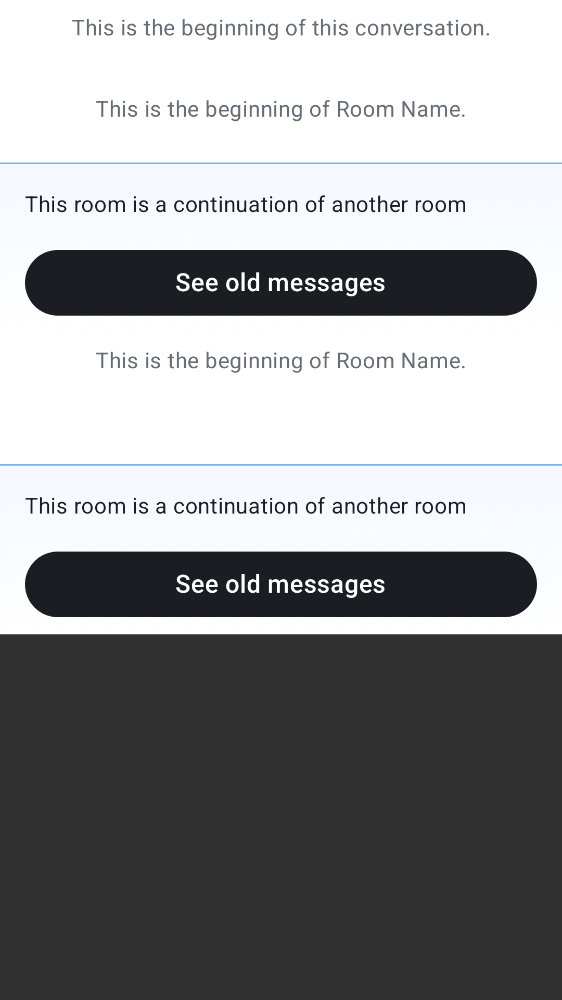 This is the beginning of this conversation.
This is the beginning of Room Name.
This room is a continuation of another room
See old messages
This is the beginning of Room Name.
This room is a continuation of another room
See old messages